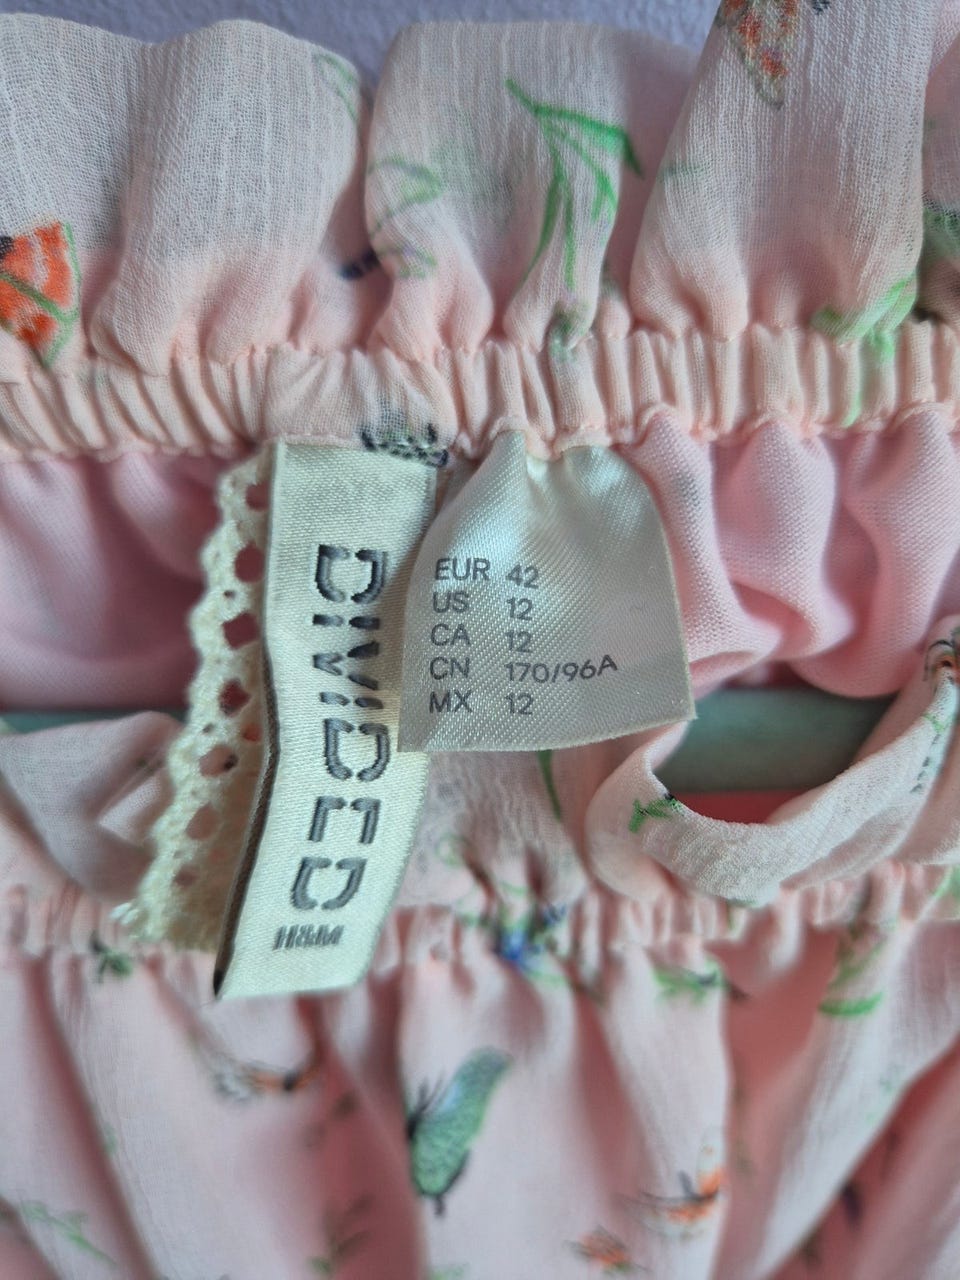 DIVIDED
H&M
EUR 42
US 12
CA 12
CN 170/96A
MX 12